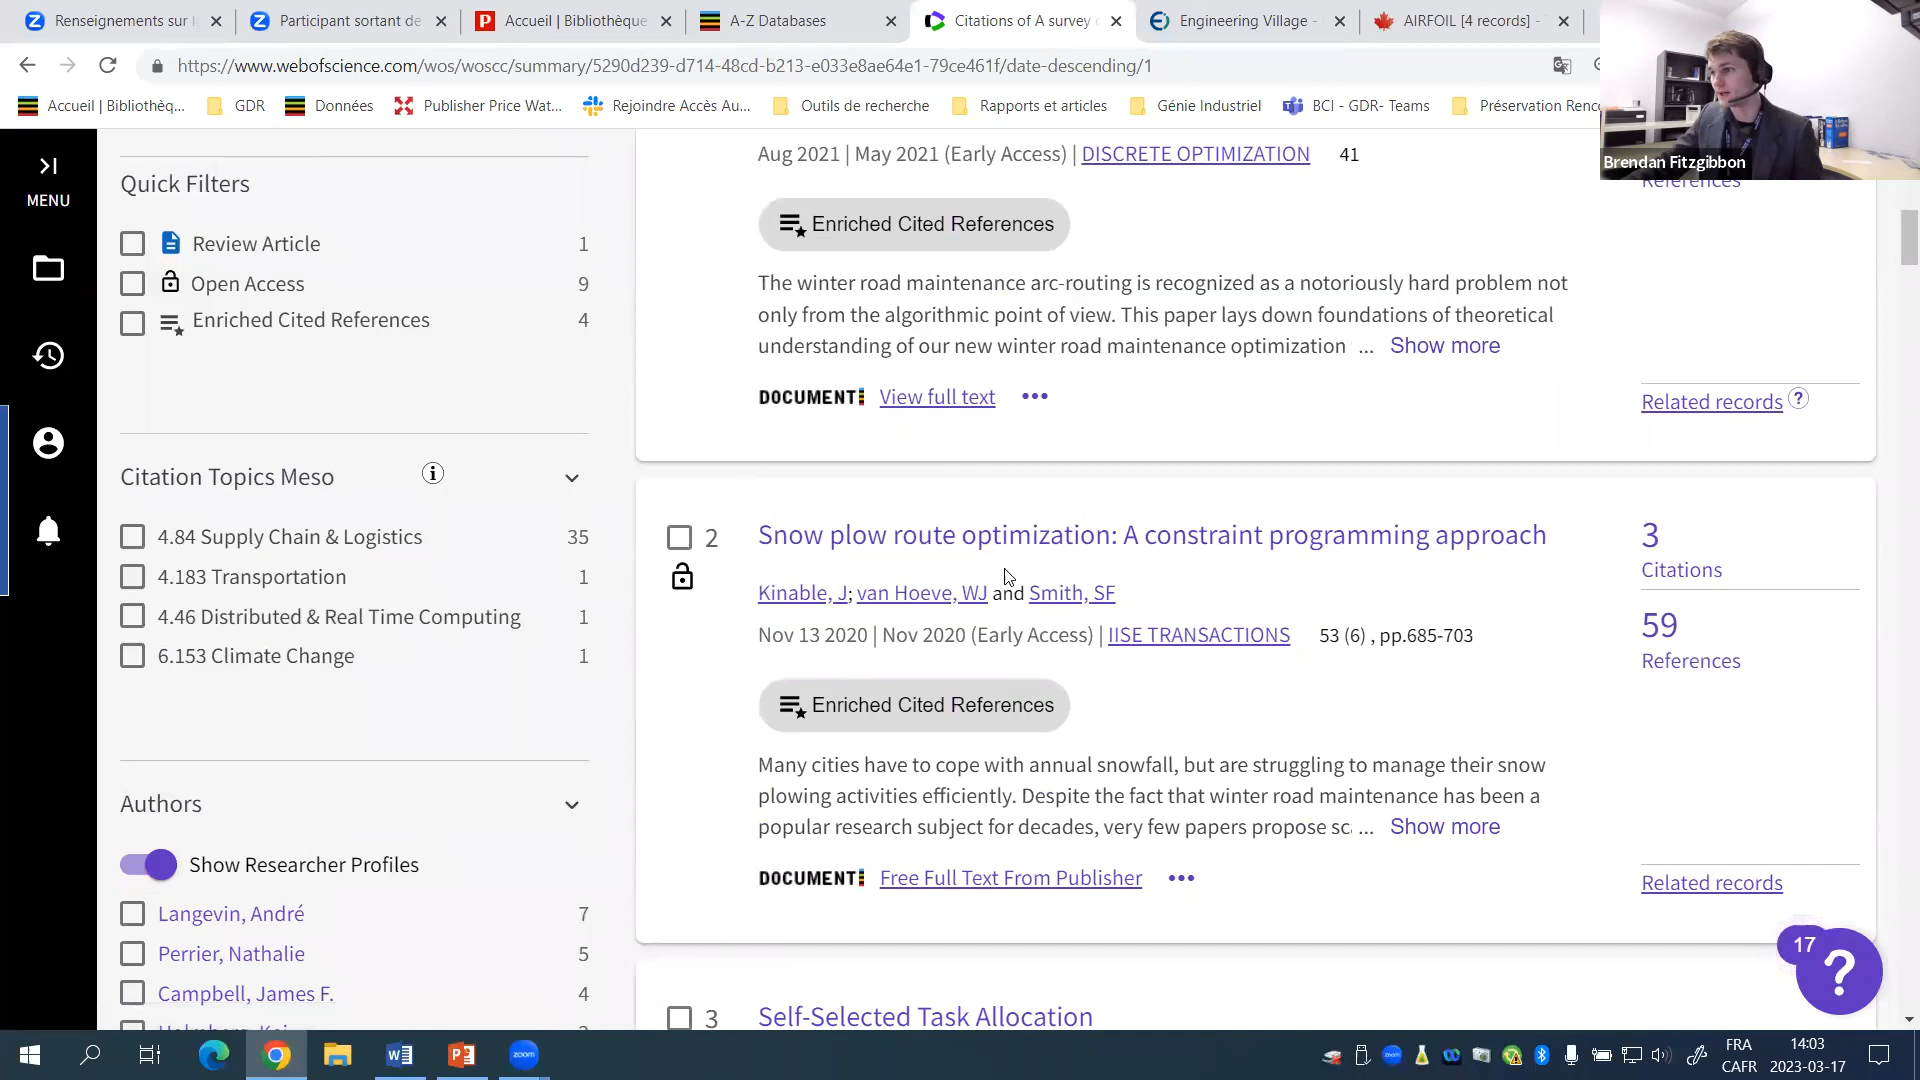 Renseignements sur
Participant sortant de
Accueil | Bibliothèque
A-Z Databases
Citations of A survey
Engineering Village -
AIRFOIL [4 records] -
https://www.webofscience.com/wos/woscc/summary/5290d239-d714-48cd-b213-e033e8ae64e1-79ce461f/date-descending/1
Accueil | Bibliothèq...
GDR
Données
Publisher Price Wat...
Rejoindre Accès Au...
Outils de recherche
Rapports et articles
Génie Industriel
BCI - GDR- Teams
Préservation Renc
Brendan Fitzgibbon
MENU
Quick Filters
Review Article 1
Open Access 9
Enriched Cited References 4
Citation Topics Meso
4.84 Supply Chain & Logistics 35
4.183 Transportation 1
4.46 Distributed & Real Time Computing 1
6.153 Climate Change 1
Authors
Show Researcher Profiles
Langevin, André 7
Perrier, Nathalie 5
Campbell, James F. 4
Aug 2021 | May 2021 (Early Access) | DISCRETE OPTIMIZATION 41
References
Enriched Cited References
The winter road maintenance arc-routing is recognized as a notoriously hard problem not
only from the algorithmic point of view. This paper lays down foundations of theoretical
understanding of our new winter road maintenance optimization ... Show more
DOCUMENT! View full text •••
Related records ?
2 Snow plow route optimization: A constraint programming approach
Kinable, J; van Hoeve, WJ and Smith, SF
Nov 13 2020 | Nov 2020 (Early Access) | IISE TRANSACTIONS 53 (6) , pp.685-703
3
Citations
59
References
Enriched Cited References
Many cities have to cope with annual snowfall, but are struggling to manage their snow
plowing activities efficiently. Despite the fact that winter road maintenance has been a
popular research subject for decades, very few papers propose sc ... Show more
DOCUMENT! Free Full Text From Publisher •••
Related records
17
?
3 Self-Selected Task Allocation
zoom
FRA
CAFR
14:03
2023-03-17